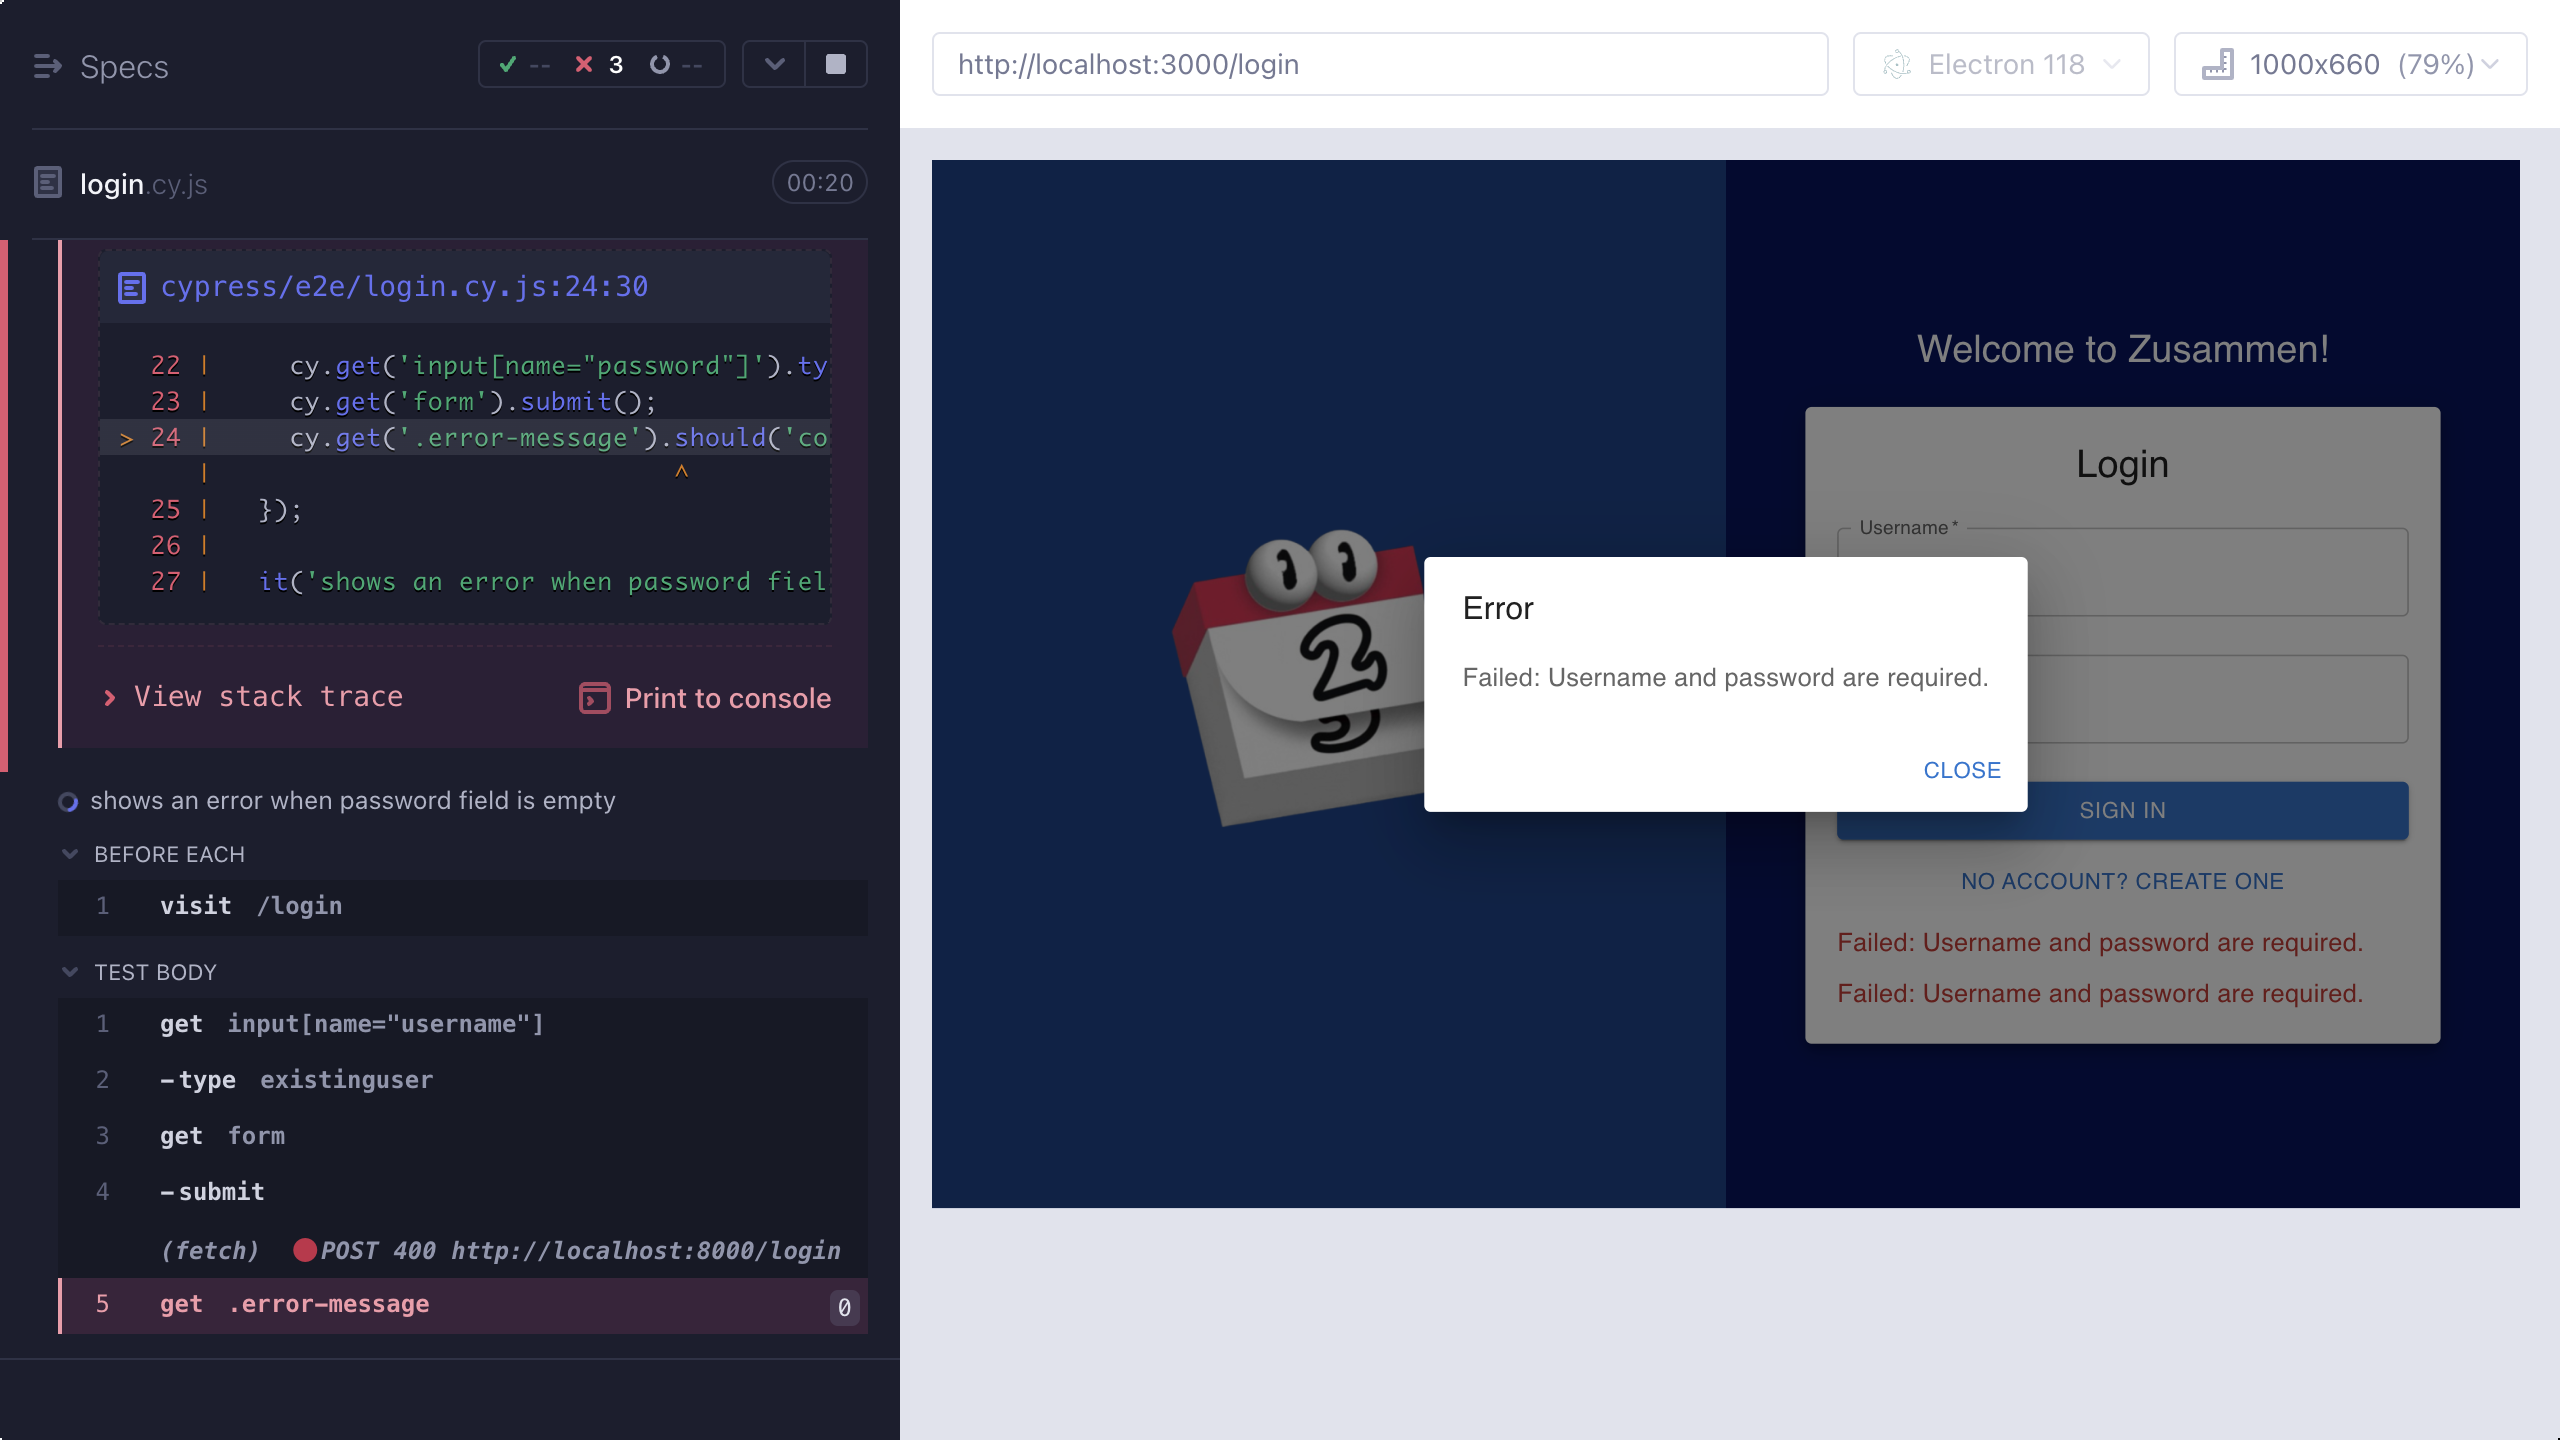 Specs
-- 3 --
login.cy.js
00:20
cypress/e2e/login.cy.js:24:30
22 | cy.get('input[name="password"]').ty
23 | cy.get('form').submit();
> 24 | cy.get('.error-message').should('co
| ^
25 | });
26 |
27 | it('shows an error when password fiel
View stack trace
Print to console
shows an error when password field is empty
BEFORE EACH
1 visit /login
TEST BODY
1 get input[name="username"]
2 -type existinguser
3 get form
4 -submit
(fetch) POST 400 http://localhost:8000/login
5 get .error-message 0
http://localhost:3000/login
Electron 118
1000x660 (79%)
2
3
Welcome to Zusammen!
Login
Username *
Error
Failed: Username and password are required.
CLOSE
SIGN IN
NO ACCOUNT? CREATE ONE
Failed: Username and password are required.
Failed: Username and password are required.